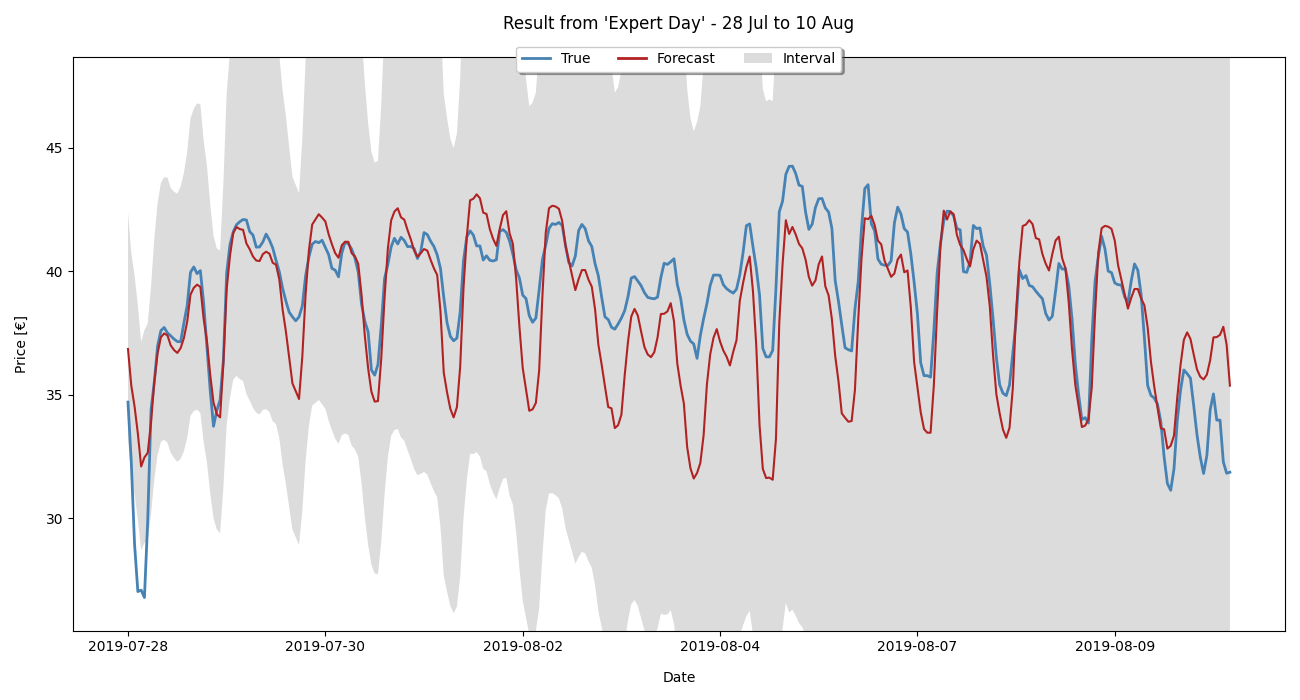 Result from 'Expert Day' - 28 Jul to 10 Aug
True Forecast Interval
Price [€]
45
40
35
30
2019-07-28 2019-07-30 2019-08-02 2019-08-04 2019-08-07 2019-08-09
Date